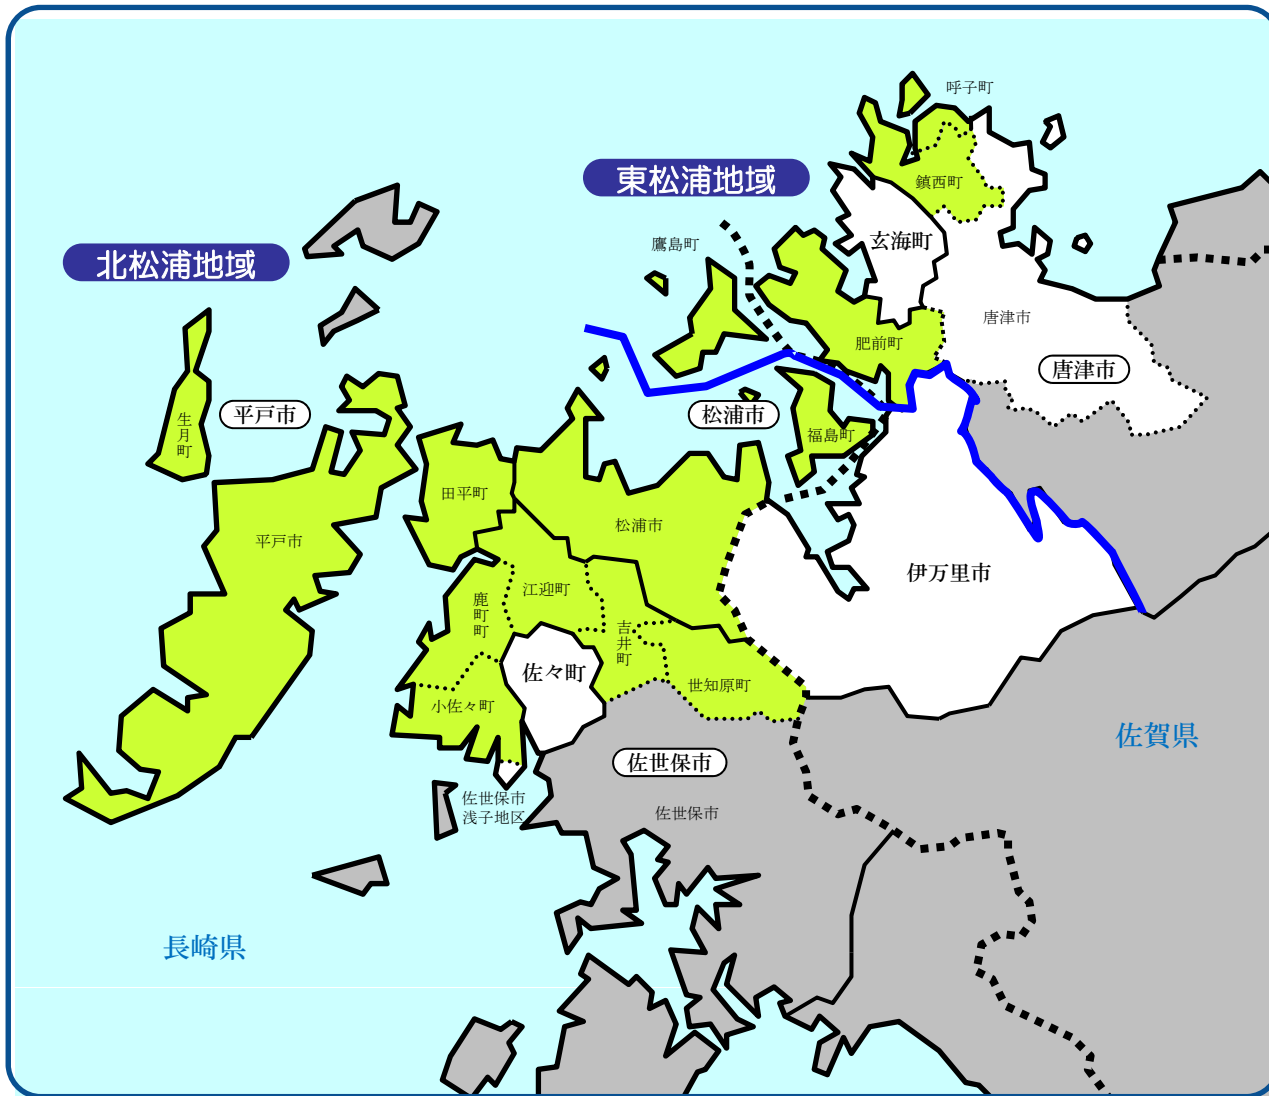 呼子町
東松浦地域
鎮西町
鷹島町
玄海町
北松浦地域
唐津市
肥前町
唐津市
生月町
平戸市
松浦市
福島町
田平町
松浦市
平戸市
伊万里市
江迎町
鹿町町
吉井町
佐々町
世知原町
小佐々町
佐賀県
佐世保市
佐世保市
浅子地区
佐世保市
長崎県